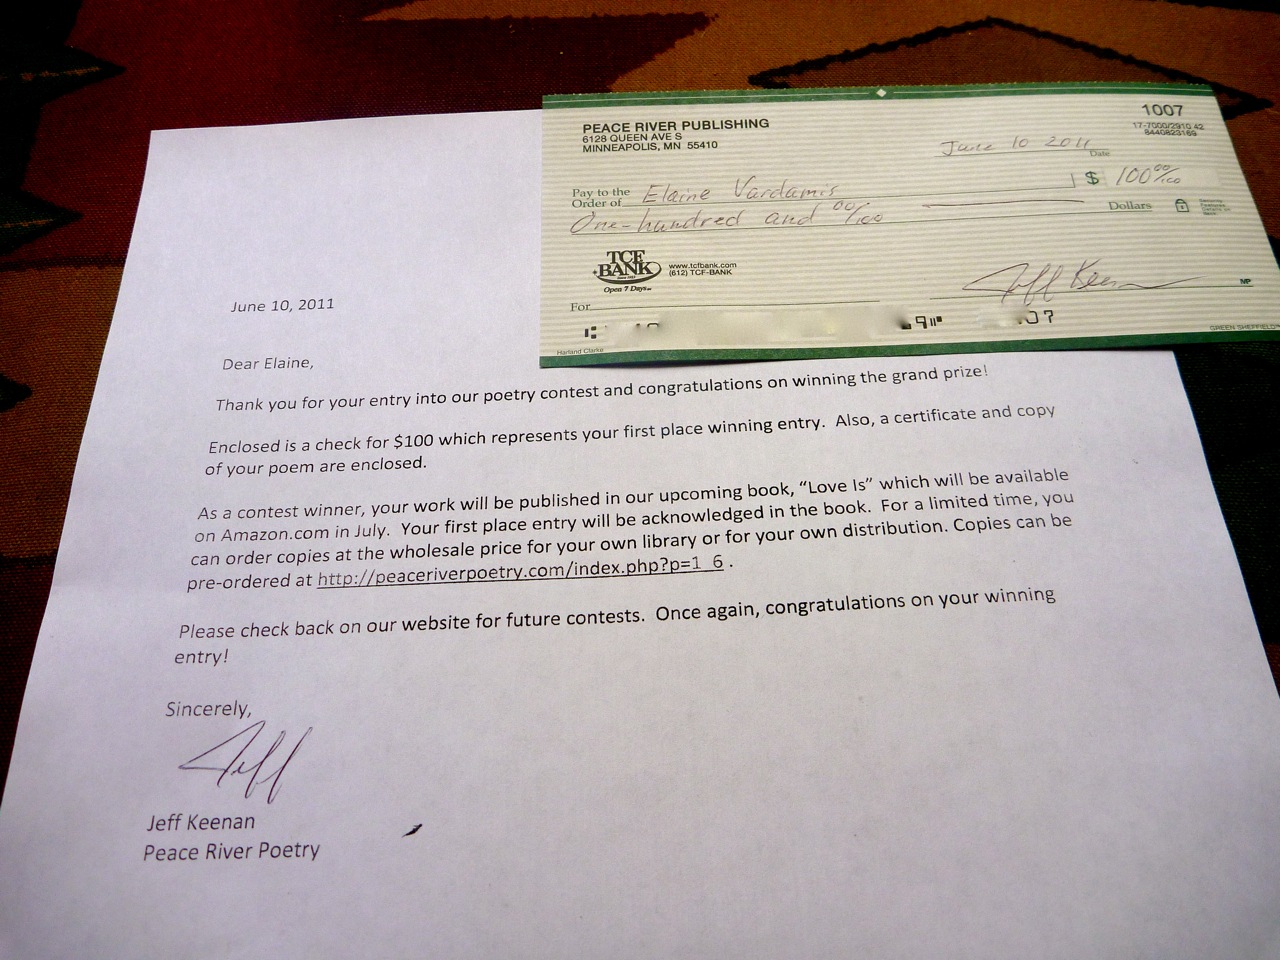 PEACE RIVER PUBLISHING
6128 QUEEN AVE S
MINNEAPOLIS, MN 55410
1007
17-7000/2910 42
8440823169
June 10 2011
Date
Pay to the
Order of Elaine Vardamis $ 100 00/100
One-hundred and 00/100 Dollars
TCF
BANK
Open 7 Days
www.tcfbank.com
(612) TCF-BANK
For
Jeff Keenan
MP
Harland Clarke
June 10, 2011
Dear Elaine,
Thank you for your entry into our poetry contest and congratulations on winning the grand prize!
Enclosed is a check for $100 which represents your first place winning entry. Also, a certificate and copy
of your poem are enclosed.
As a contest winner, your work will be published in our upcoming book, “Love Is” which will be available
on Amazon.com in July. Your first place entry will be acknowledged in the book. For a limited time, you
can order copies at the wholesale price for your own library or for your own distribution. Copies can be
pre-ordered at http://peaceriverpoetry.com/index.php?p=1_6 .
Please check back on our website for future contests. Once again, congratulations on your winning
entry!
Sincerely,
Jeff
Jeff Keenan
Peace River Poetry